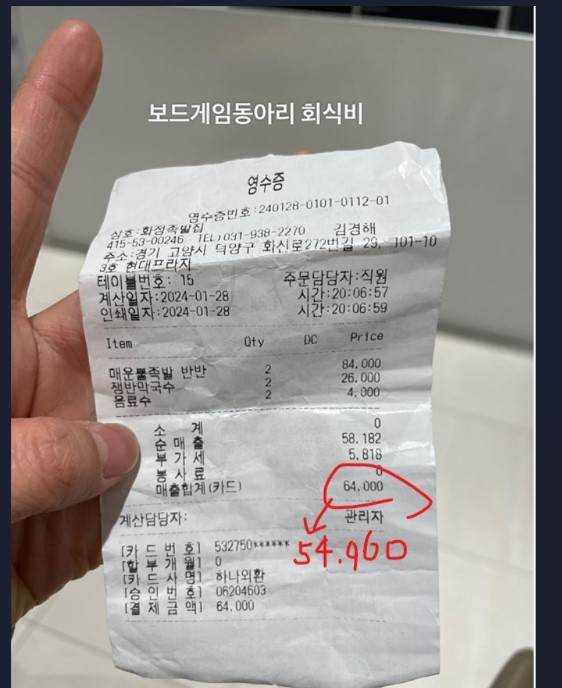 보드게임동아리 회식비
영수증
영수증번호:240128-0101-0112-01
상호:화정족발집
415-53-00246 TEL)031-938-2270 김경해
주소:경기 고양시 덕양구 화신로272번길 29, 101-10
3호 현대프라자
테이블번호: 15 주문담당자:직원
계산일자:2024-01-28 시간:20:06:57
인쇄일자:2024-01-28 시간:20:06:59
Item Qty DC Price
매운불족발 반반 2 84,000
쟁반막국수 2 26,000
음료수 2 4,000
소 계 0
순 매 출 58,182
부 가 세 5,818
봉 사 료 0
매출합계(카드) 64,000
계산담당자: 관리자
54.960
[카 드 번 호] 532750******
[할 부 개 월] 0
[카 드 사 명] 하나외환
[승 인 번 호] 06204603
[결 제 금 액] 64,000